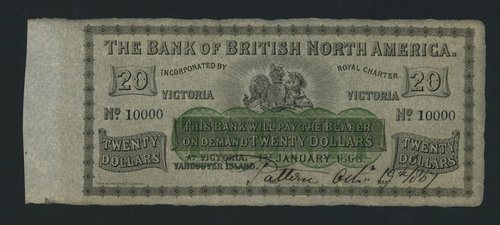 THE BANK OF BRITISH NORTH AMERICA.
20 INCORPORATED BY ROYAL CHARTER 20
VICTORIA VICTORIA
No 10000 No 10000
THIS BANK WILL PAY THE BEARER
ON DEMAND TWENTY DOLLARS
TWENTY DOLLARS AT VICTORIA, 1ST JANUARY 1868. TWENTY DOLLARS
VANCOUVER ISLAND
Pattern